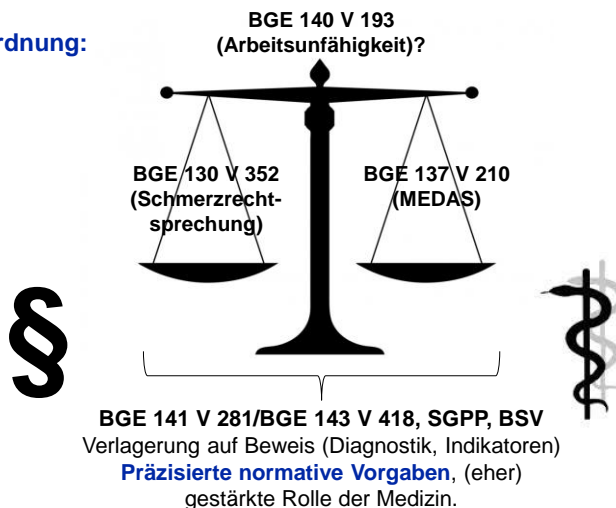 BGE 140 V 193
(Arbeitsunfähigkeit)?
rdnung:
BGE 130 V 352
(Schmerzrecht-
sprechung)
BGE 137 V 210
(MEDAS)
§
BGE 141 V 281/BGE 143 V 418, SGPP, BSV
Verlagerung auf Beweis (Diagnostik, Indikatoren)
Präzisierte normative Vorgaben, (eher)
gestärkte Rolle der Medizin.